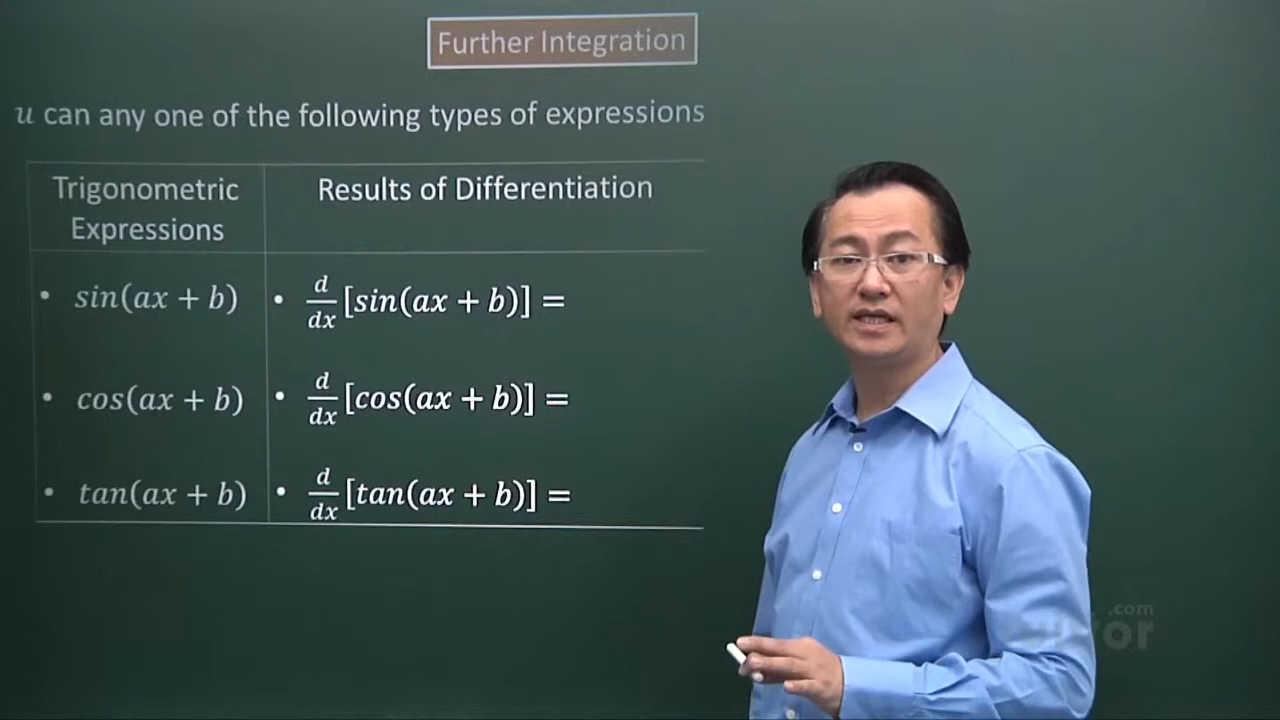 Further Integration
u can any one of the following types of expressions
Trigonometric Expressions
Results of Differentiation
• sin(ax + b)
• d/dx [sin(ax + b)] =
• cos(ax + b)
• d/dx [cos(ax + b)] =
• tan(ax + b)
• d/dx [tan(ax + b)] =
.com